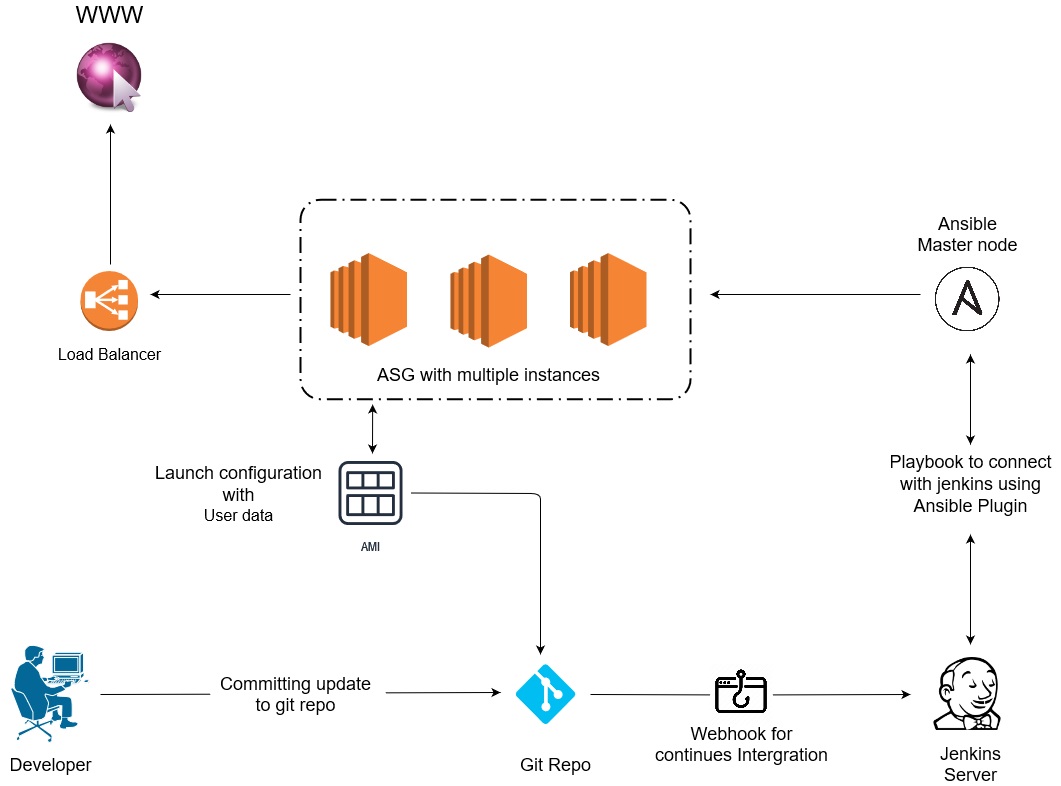 WWW
Ansible
Master node
Load Balancer
ASG with multiple instances
Launch configuration
with
User data
AMI
Playbook to connect
with jenkins using
Ansible Plugin
Committing update
to git repo
Webhook for
continues Intergration
Developer
Git Repo
Jenkins
Server